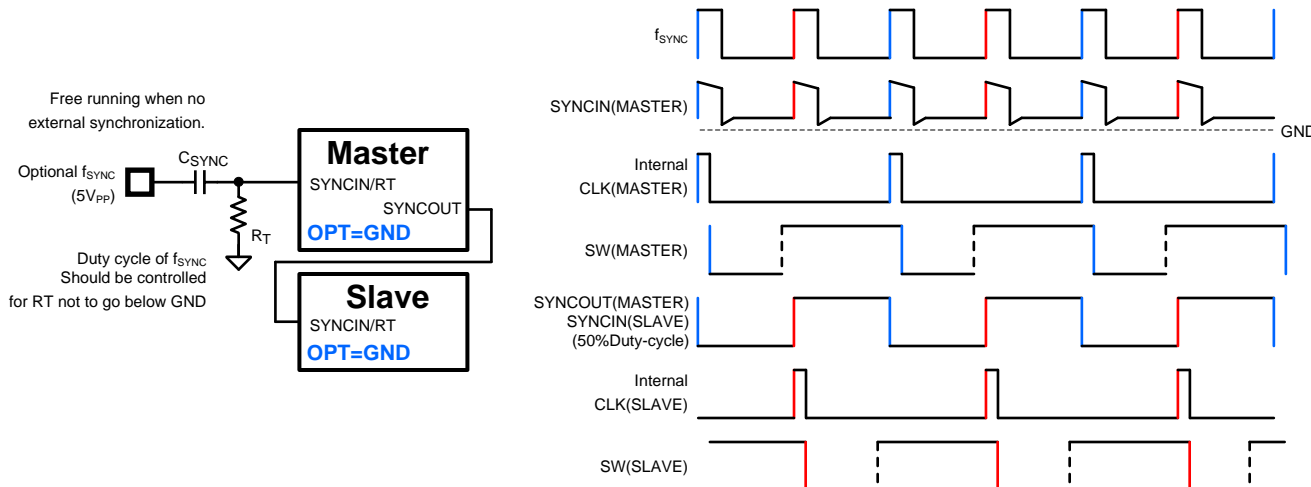 Free running when no
external synchronization.
Optional fSYNC
(5VPP)
CSYNC
RT
Duty cycle of fSYNC
Should be controlled
for RT not to go below GND
Master
SYNCIN/RT
SYNCOUT
OPT=GND
Slave
SYNCIN/RT
OPT=GND
fSYNC
SYNCIN(MASTER)
GND
Internal
CLK(MASTER)
SW(MASTER)
SYNCOUT(MASTER)
SYNCIN(SLAVE)
(50%Duty-cycle)
Internal
CLK(SLAVE)
SW(SLAVE)